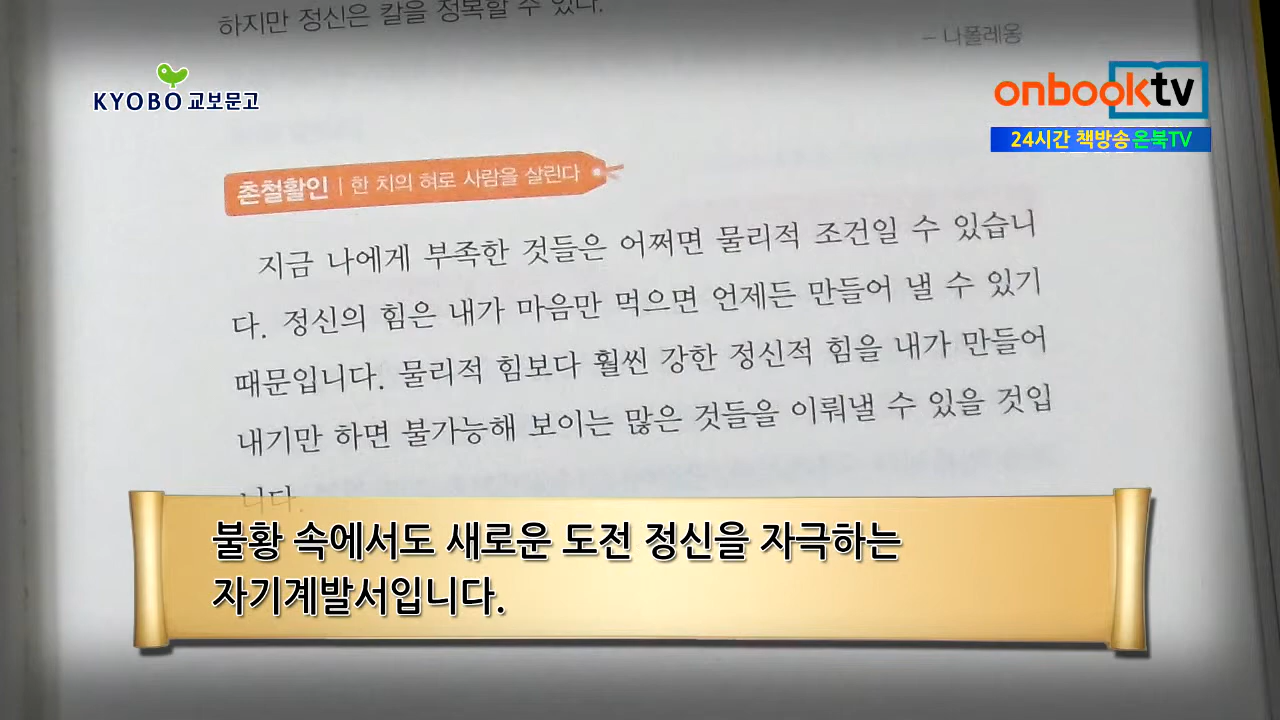 하지만 정신은 칼을 정복할 수 있다.
– 나폴레옹
KYOBO 교보문고
onbooktv
24시간 책방송 온북TV
촌철활인 | 한 치의 혀로 사람을 살린다
지금 나에게 부족한 것들은 어쩌면 물리적 조건일 수 있습니
다. 정신의 힘은 내가 마음만 먹으면 언제든 만들어 낼 수 있기
때문입니다. 물리적 힘보다 훨씬 강한 정신적 힘을 내가 만들어
내기만 하면 불가능해 보이는 많은 것들을 이뤄낼 수 있을 것입
니다.
불황 속에서도 새로운 도전 정신을 자극하는
자기계발서입니다.